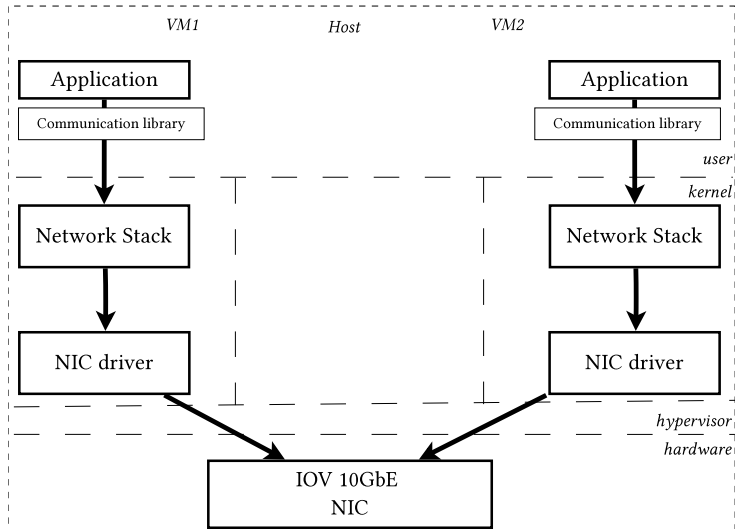 VM1
Host
VM2
Application
Application
Communication library
Communication library
user
kernel
Network Stack
Network Stack
NIC driver
NIC driver
hypervisor
hardware
IOV 10GbE
NIC